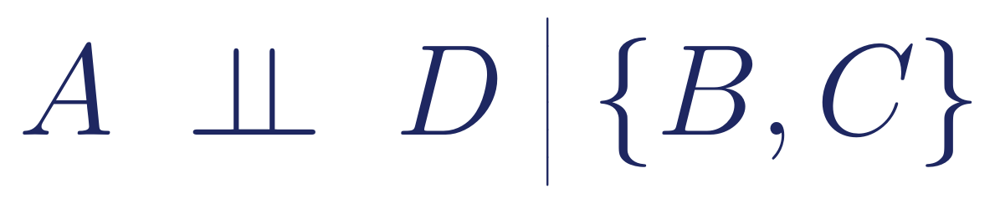 A ⫫ D | {B, C}